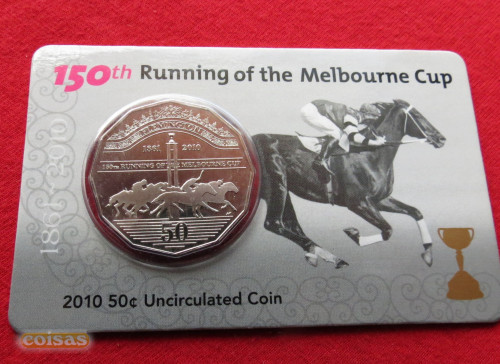 150th Running of the Melbourne Cup
FLEMINGTON
1861 2010
150TH RUNNING OF THE MELBOURNE CUP
50
1861-2010
2010 50¢ Uncirculated Coin
coisas